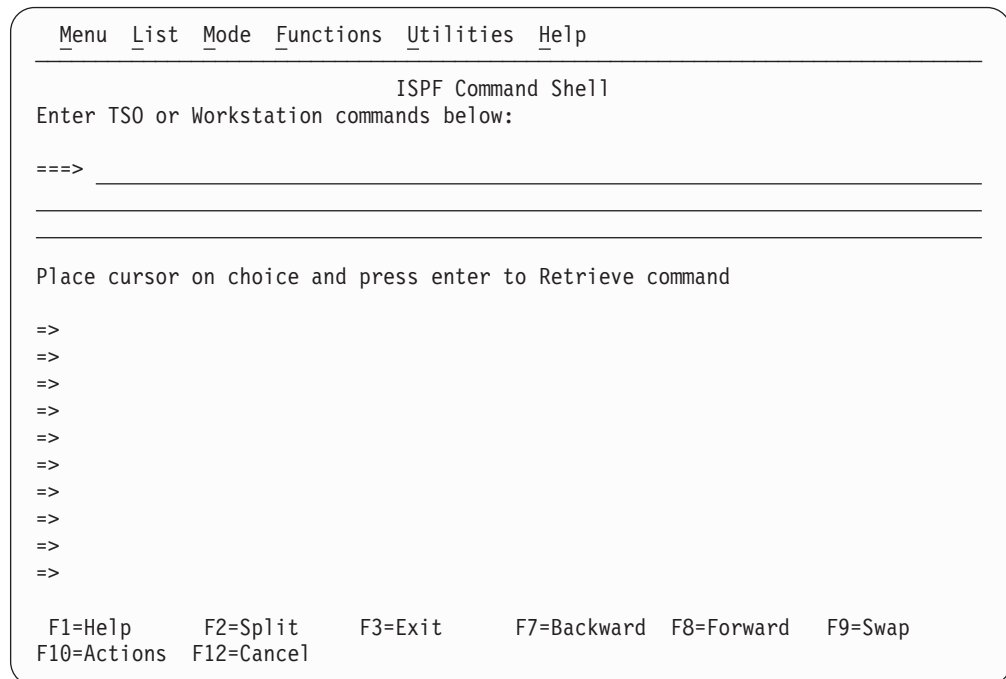 Menu List Mode Functions Utilities Help
ISPF Command Shell
Enter TSO or Workstation commands below:
===>
Place cursor on choice and press enter to Retrieve command
=>
=>
=>
=>
=>
=>
=>
=>
=>
=>
F1=Help F2=Split F3=Exit F7=Backward F8=Forward F9=Swap
F10=Actions F12=Cancel